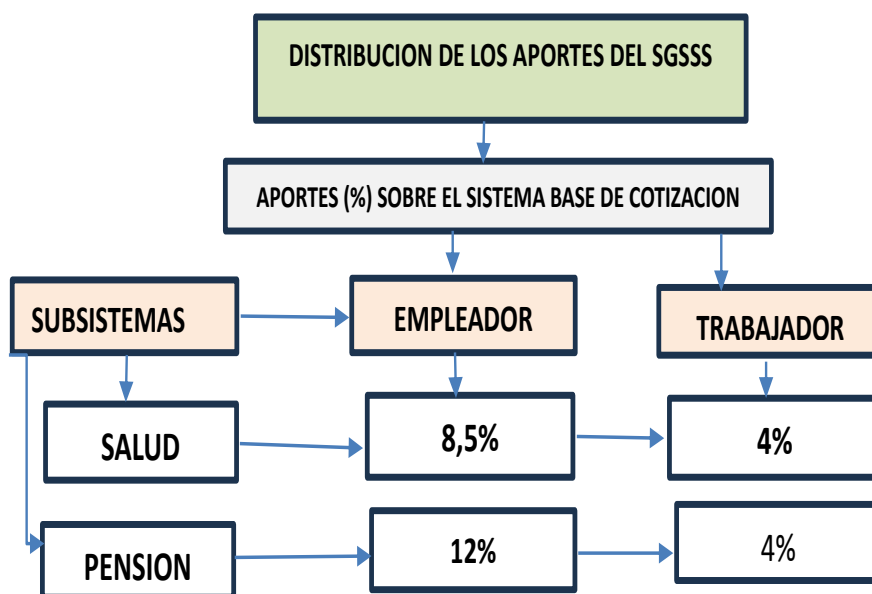 DISTRIBUCION DE LOS APORTES DEL SGSSS
APORTES (%) SOBRE EL SISTEMA BASE DE COTIZACION
SUBSISTEMAS
EMPLEADOR
TRABAJADOR
SALUD
8,5%
4%
PENSION
12%
4%